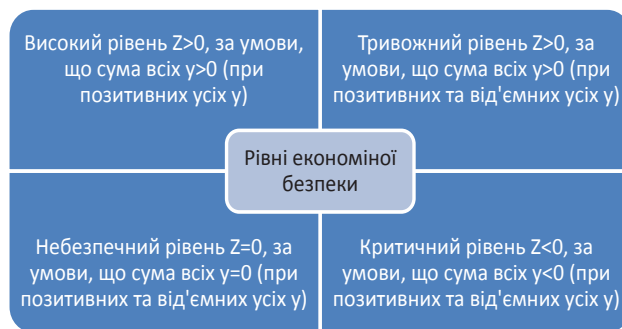 Високий рівень Z>0, за умови,
що сума всіх y>0 (при
позитивних усіх y)
Тривожний рівень Z>0, за
умови, що сума всіх y>0 (при
позитивних та від'ємних усіх y)
Рівні економіної
безпеки
Небезпечний рівень Z=0, за
умови, що сума всіх y=0 (при
позитивних та від'ємних усіх y)
Критичний рівень Z<0, за
умови, що сума всіх y<0 (при
позитивних та від'ємних усіх y)